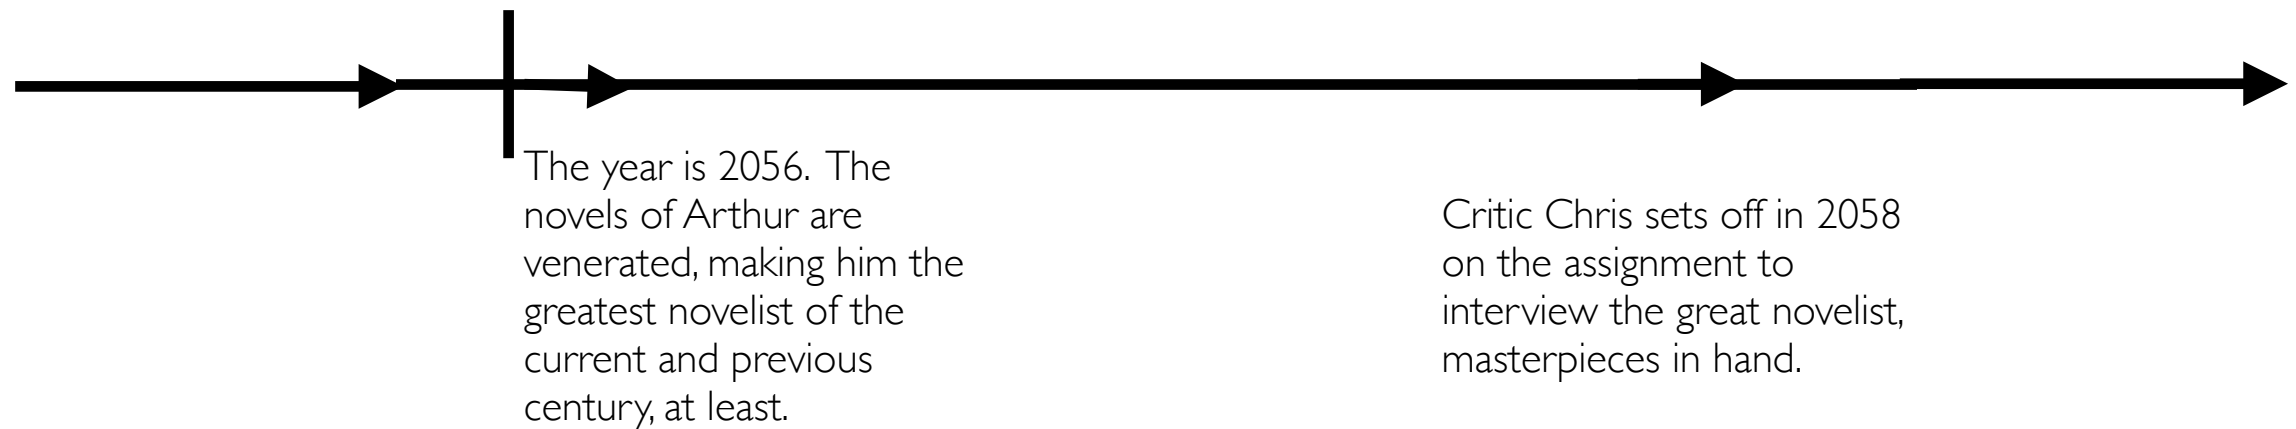 The year is 2056. The
novels of Arthur are
venerated, making him the
greatest novelist of the
current and previous
century, at least.
Critic Chris sets off in 2058
on the assignment to
interview the great novelist,
masterpieces in hand.